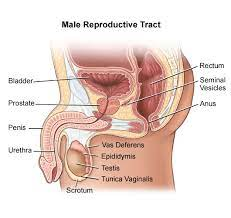 Male Reproductive Tract
Bladder
Prostate
Penis
Urethra
Rectum
Seminal
Vesicles
Anus
Vas Deferens
Epididymis
Testis
Tunica Vaginalis
Scrotum